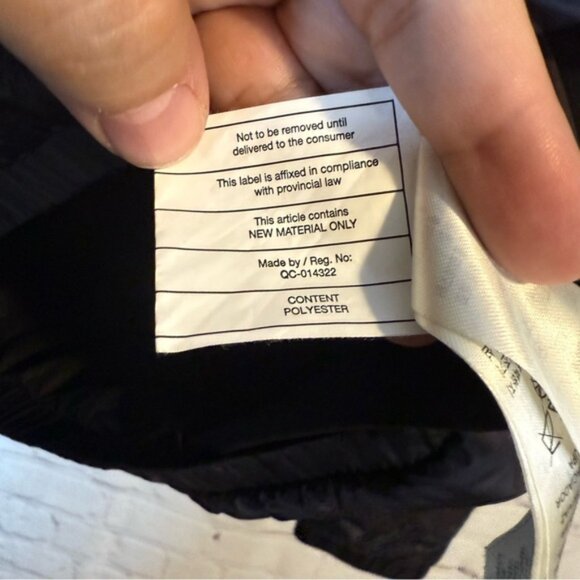 Not to be removed until
delivered to the consumer
This label is affixed in compliance
with provincial law
This article contains
NEW MATERIAL ONLY
Made by / Reg. No:
QC-014322
CONTENT
POLYESTER